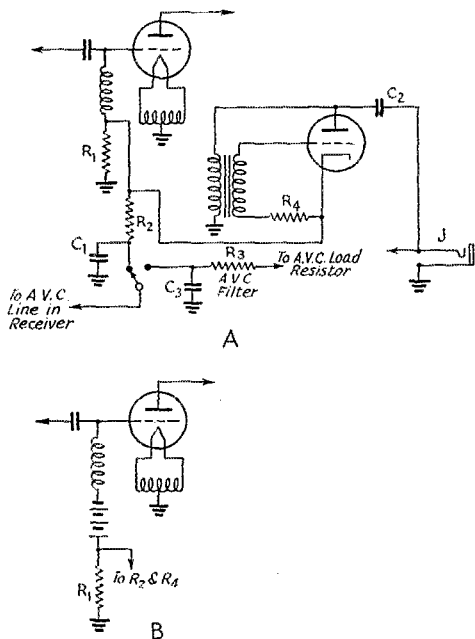 C2
R1
R4
R2
C1
J
R3
To A.V.C. Load
Resistor
A V C
Filter
C3
To A.V.C.
Line in
Receiver
A
To R2 & R4
R1
B